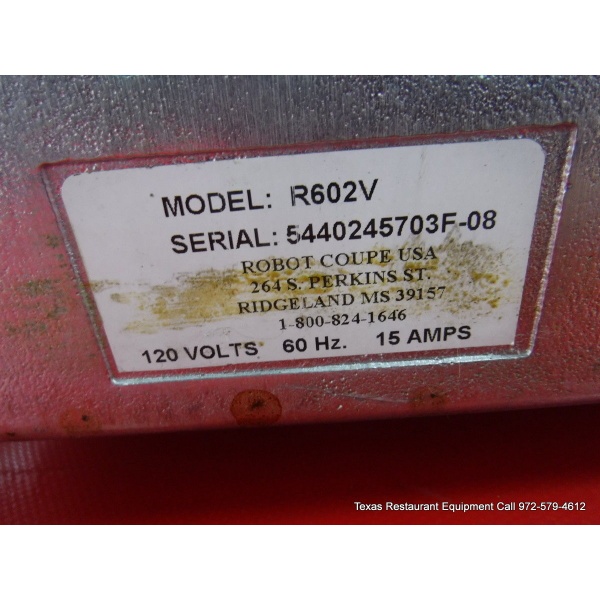 MODEL: R602V
SERIAL: 5440245703F-08
ROBOT COUPE USA
264 S. PERKINS ST.
RIDGELAND MS 39157
1-800-824-1646
120 VOLTS 60 Hz. 15 AMPS
Texas Restaurant Equipment Call 972-579-4612